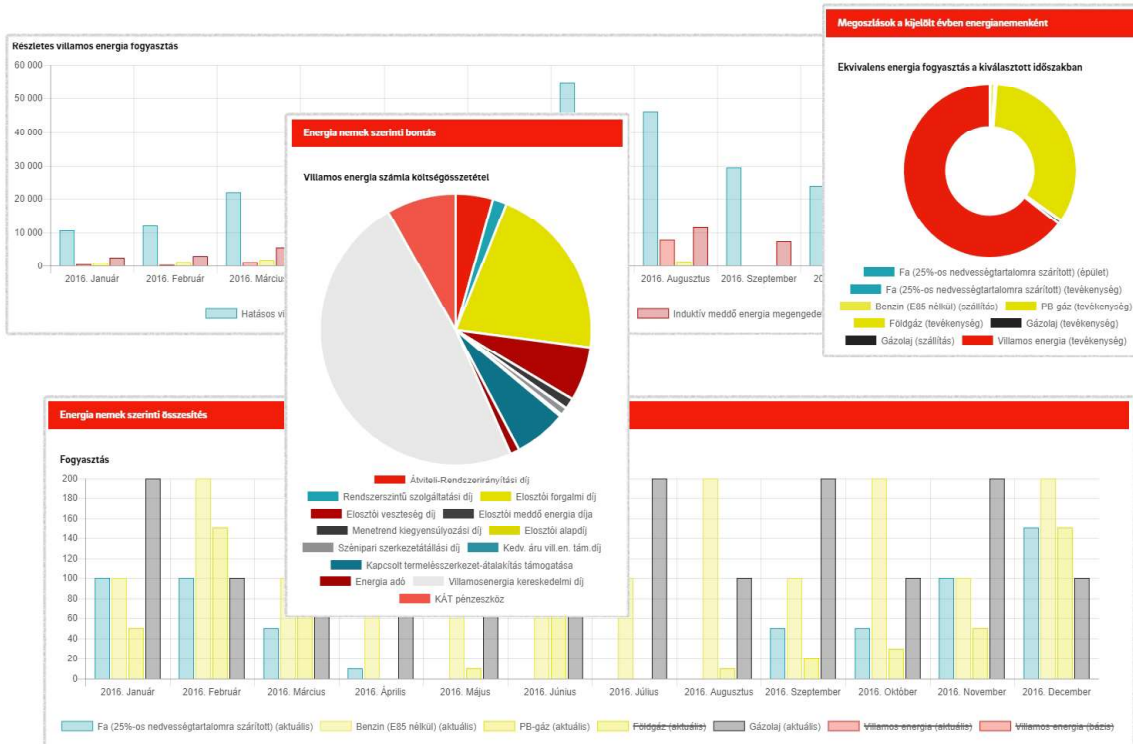 Megoszlások a kijelölt évben energianemenként
Ekvivalens energia fogyasztás a kiválasztott időszakban
Fa (25%-os nedvességtartalomra szárított) (épület)
Fa (25%-os nedvességtartalomra szárított) (tevékenység)
Benzin (E85 nélkül) (szállítás) PB gáz (tevékenység)
Földgáz (tevékenység) Gázolaj (tevékenység)
Gázolaj (szállítás) Villamos energia (tevékenység)
Részletes villamos energia fogyasztás
60 000
50 000
40 000
30 000
20 000
10 000
0
2016. Január 2016. Február 2016. Március 2016. Augusztus 2016. Szeptember
Hatásos Induktív meddő energia
Energia nemek szerinti bontás
Villamos energia számla költségösszetétel
Átviteli-Rendszerirányítási díj
Rendszerszintű szolgáltatási díj Elosztói forgalmi díj
Elosztói veszteség díj Elosztói meddő energia díja
Menetrend kiegyensúlyozási díj Elosztói alapdíj
Szénipari szerkezetátállási díj Kedv. áru vill.en. tám.díj
Kapcsolt termelésszerkezet-átalakítás támogatása
Energia adó Villamosenergia kereskedelmi díj
KÁT pénzeszköz
Energia nemek szerinti összesítés
Fogyasztás
200
180
160
140
120
100
80
60
40
20
0
2016. Január 2016. Február 2016. Március 2016. Április 2016. Május 2016. Június 2016. Július 2016. Augusztus 2016. Szeptember 2016. Október 2016. November 2016. December
Fa (25%-os nedvességtartalomra szárított) (aktuális) Benzin (E85 nélkül) (aktuális) PB-gáz (aktuális) Földgáz (aktuális) Gázolaj (aktuális) Villamos energia (aktuális) Villamos energia (bázis)